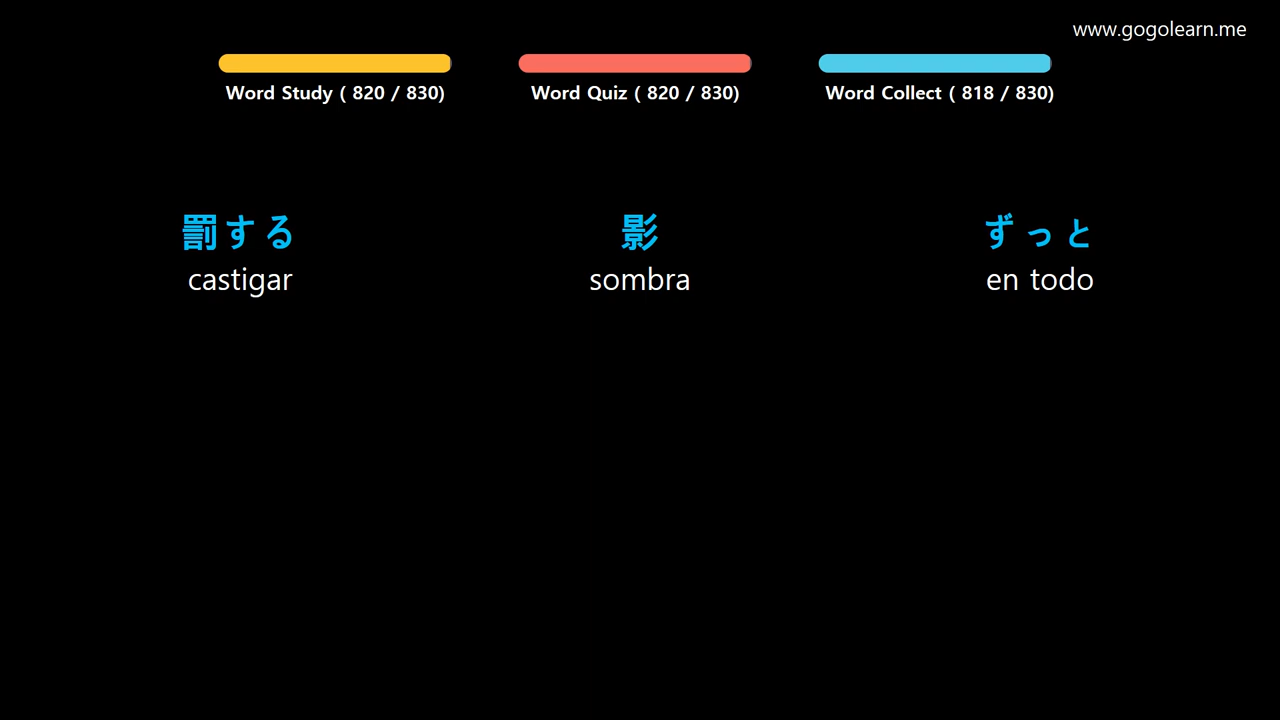 www.gogolearn.me
Word Study ( 820 / 830)
Word Quiz ( 820 / 830)
Word Collect ( 818 / 830)
罰する
castigar
影
sombra
ずっと
en todo